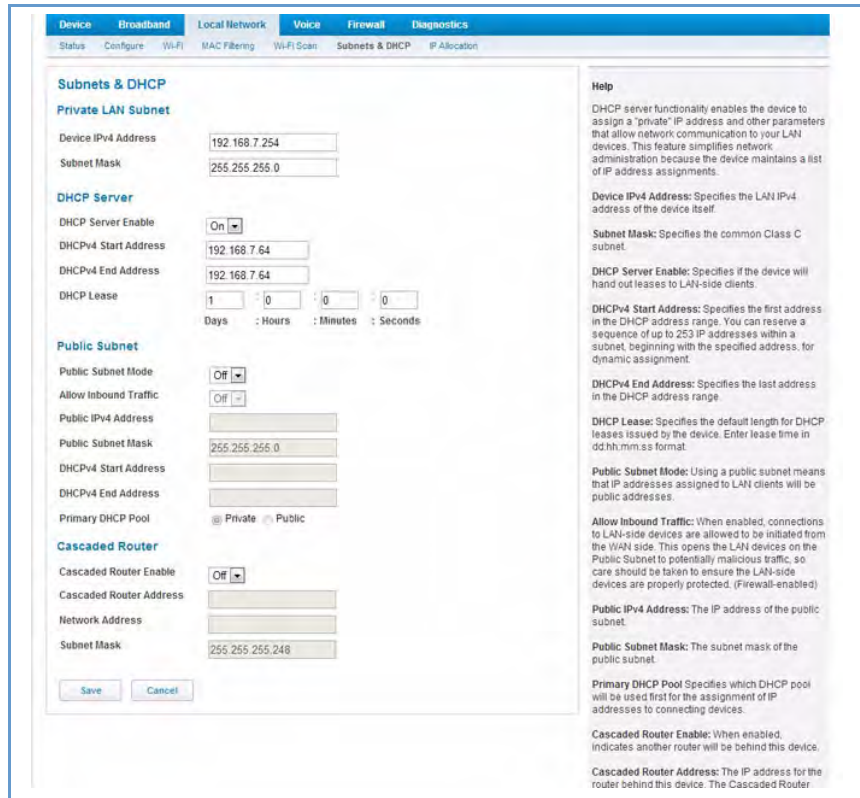 Device Broadband Local Network Voice Firewall Diagnostics
Status Configure Wi-Fi MAC Filtering Wi-Fi Scan Subnets & DHCP IP Allocation
Subnets & DHCP
Private LAN Subnet
Device IPv4 Address 192.168.7.254
Subnet Mask 255.255.255.0
DHCP Server
DHCP Server Enable On
DHCPv4 Start Address 192.168.7.64
DHCPv4 End Address 192.168.7.64
DHCP Lease 1 : 0 : 0 : 0
Days : Hours : Minutes : Seconds
Public Subnet
Public Subnet Mode Off
Allow Inbound Traffic Off
Public IPv4 Address
Public Subnet Mask 255.255.255.0
DHCPv4 Start Address
DHCPv4 End Address
Primary DHCP Pool Private Public
Cascaded Router
Cascaded Router Enable Off
Cascaded Router Address
Network Address
Subnet Mask 255.255.255.248
Save Cancel
Help
DHCP server functionality enables the device to
assign a "private" IP address and other parameters
that allow network communication to your LAN
devices. This feature simplifies network
administration because the device maintains a list
of IP address assignments.
Device IPv4 Address: Specifies the LAN IPv4
address of the device itself.
Subnet Mask: Specifies the common Class C
subnet.
DHCP Server Enable: Specifies if the device will
hand out leases to LAN-side clients.
DHCPv4 Start Address: Specifies the first address
in the DHCP address range. You can reserve a
sequence of up to 253 IP addresses within a
subnet, beginning with the specified address, for
dynamic assignment.
DHCPv4 End Address: Specifies the last address
in the DHCP address range.
DHCP Lease: Specifies the default length for DHCP
leases issued by the device. Enter lease time in
dd:hh:mm:ss format.
Public Subnet Mode: Using a public subnet means
that IP addresses assigned to LAN clients will be
public addresses.
Allow Inbound Traffic: When enabled, connections
to LAN-side devices are allowed to be initiated from
the WAN side. This opens the LAN devices on the
Public Subnet to potentially malicious traffic, so
care should be taken to ensure the LAN-side
devices are properly protected. (Firewall-enabled)
Public IPv4 Address: The IP address of the public
subnet.
Public Subnet Mask: The subnet mask of the
public subnet.
Primary DHCP Pool Specifies which DHCP pool
will be used first for the assignment of IP
addresses to connecting devices.
Cascaded Router Enable: When enabled,
indicates another router will be behind this device.
Cascaded Router Address: The IP address for the
router behind this device. The Cascaded Router